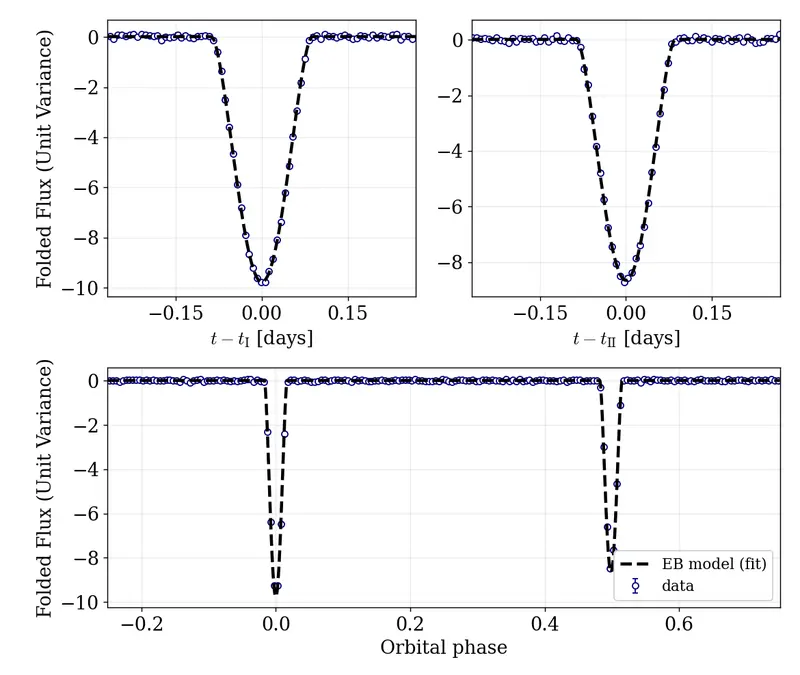 Folded Flux (Unit Variance)
0
−2
−4
−6
−8
−10
−0.15 0.00 0.15
t − tI [days]
0
−2
−4
−6
−8
−0.15 0.00 0.15
t − tII [days]
Folded Flux (Unit Variance)
0
−2
−4
−6
−8
−10
EB model (fit)
data
−0.2 0.0 0.2 0.4 0.6
Orbital phase